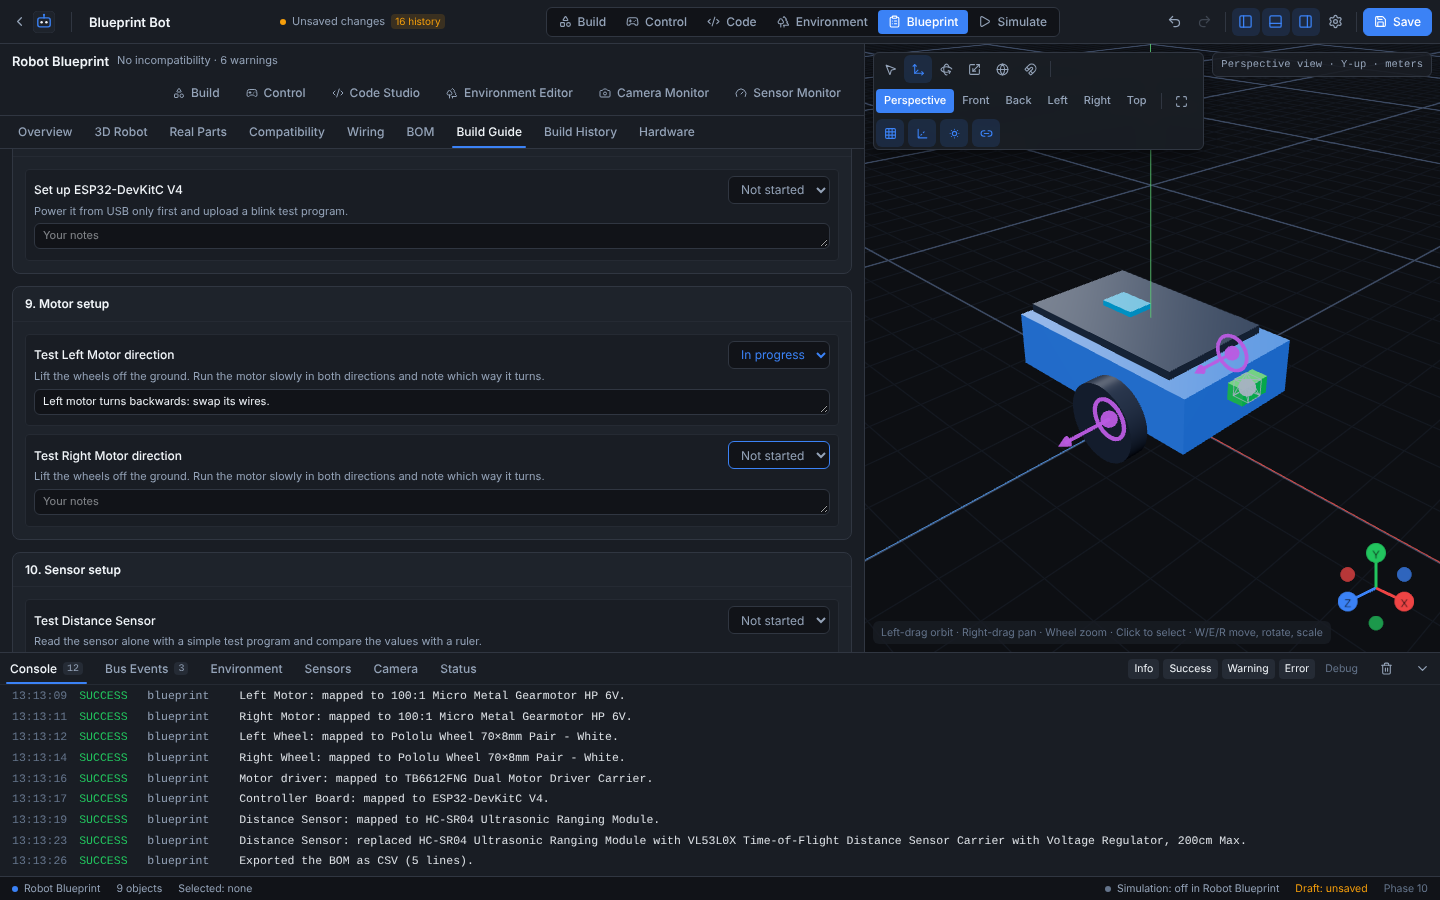 Blueprint Bot
Unsaved changes 16 history
Build Control Code Environment Blueprint Simulate
Save
Robot Blueprint No incompatibility · 6 warnings
Build Control Code Studio Environment Editor Camera Monitor Sensor Monitor
Overview 3D Robot Real Parts Compatibility Wiring BOM Build Guide Build History Hardware
Set up ESP32-DevKitC V4
Not started
Power it from USB only first and upload a blink test program.
Your notes
9. Motor setup
Test Left Motor direction
In progress
Lift the wheels off the ground. Run the motor slowly in both directions and note which way it turns.
Left motor turns backwards: swap its wires.
Test Right Motor direction
Not started
Lift the wheels off the ground. Run the motor slowly in both directions and note which way it turns.
Your notes
10. Sensor setup
Test Distance Sensor
Not started
Read the sensor alone with a simple test program and compare the values with a ruler.
Perspective view · Y-up · meters
Perspective Front Back Left Right Top
Y
Z
X
Left-drag orbit · Right-drag pan · Wheel zoom · Click to select · W/E/R move, rotate, scale
Console 12 Bus Events 3 Environment Sensors Camera Status
Info Success Warning Error Debug
13:13:09 SUCCESS blueprint Left Motor: mapped to 100:1 Micro Metal Gearmotor HP 6V.
13:13:11 SUCCESS blueprint Right Motor: mapped to 100:1 Micro Metal Gearmotor HP 6V.
13:13:12 SUCCESS blueprint Left Wheel: mapped to Pololu Wheel 70×8mm Pair - White.
13:13:14 SUCCESS blueprint Right Wheel: mapped to Pololu Wheel 70×8mm Pair - White.
13:13:16 SUCCESS blueprint Motor driver: mapped to TB6612FNG Dual Motor Driver Carrier.
13:13:17 SUCCESS blueprint Controller Board: mapped to ESP32-DevKitC V4.
13:13:19 SUCCESS blueprint Distance Sensor: mapped to HC-SR04 Ultrasonic Ranging Module.
13:13:23 SUCCESS blueprint Distance Sensor: replaced HC-SR04 Ultrasonic Ranging Module with VL53L0X Time-of-Flight Distance Sensor Carrier with Voltage Regulator, 200cm Max.
13:13:26 SUCCESS blueprint Exported the BOM as CSV (5 lines).
Robot Blueprint 9 objects Selected: none
Simulation: off in Robot Blueprint Draft: unsaved Phase 10